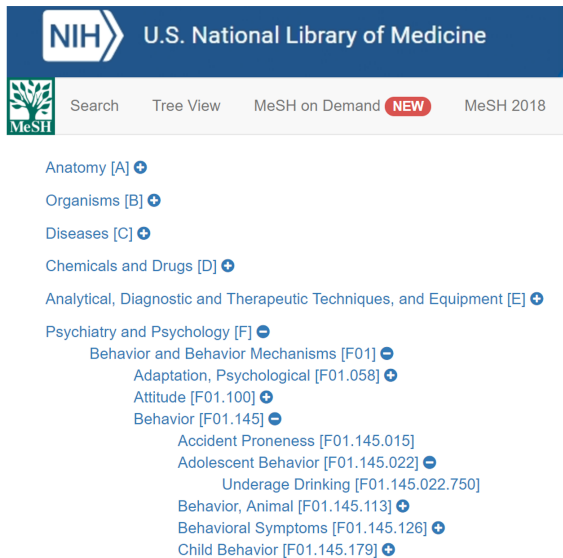 NIH U.S. National Library of Medicine
MeSH Search Tree View MeSH on Demand NEW MeSH 2018
Anatomy [A]
Organisms [B]
Diseases [C]
Chemicals and Drugs [D]
Analytical, Diagnostic and Therapeutic Techniques, and Equipment [E]
Psychiatry and Psychology [F]
Behavior and Behavior Mechanisms [F01]
Adaptation, Psychological [F01.058]
Attitude [F01.100]
Behavior [F01.145]
Accident Proneness [F01.145.015]
Adolescent Behavior [F01.145.022]
Underage Drinking [F01.145.022.750]
Behavior, Animal [F01.145.113]
Behavioral Symptoms [F01.145.126]
Child Behavior [F01.145.179]